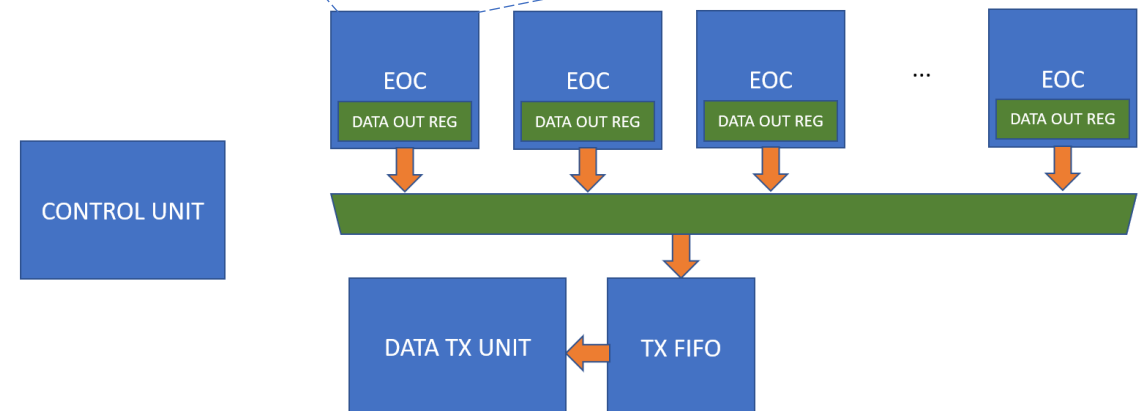 EOC
DATA OUT REG
EOC
DATA OUT REG
EOC
DATA OUT REG
...
EOC
DATA OUT REG
CONTROL UNIT
DATA TX UNIT
TX FIFO